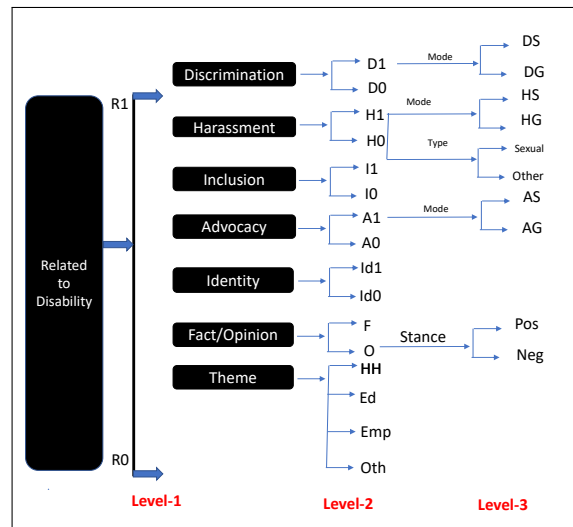 Related
to
Disability
R1
R0
Discrimination
D1
D0
Mode
DS
DG
Harassment
H1
H0
Mode
HS
HG
Type
Sexual
Other
Inclusion
I1
I0
Advocacy
A1
A0
Mode
AS
AG
Identity
Id1
Id0
Fact/Opinion
F
O
Stance
Pos
Neg
Theme
HH
Ed
Emp
Oth
Level-1
Level-2
Level-3